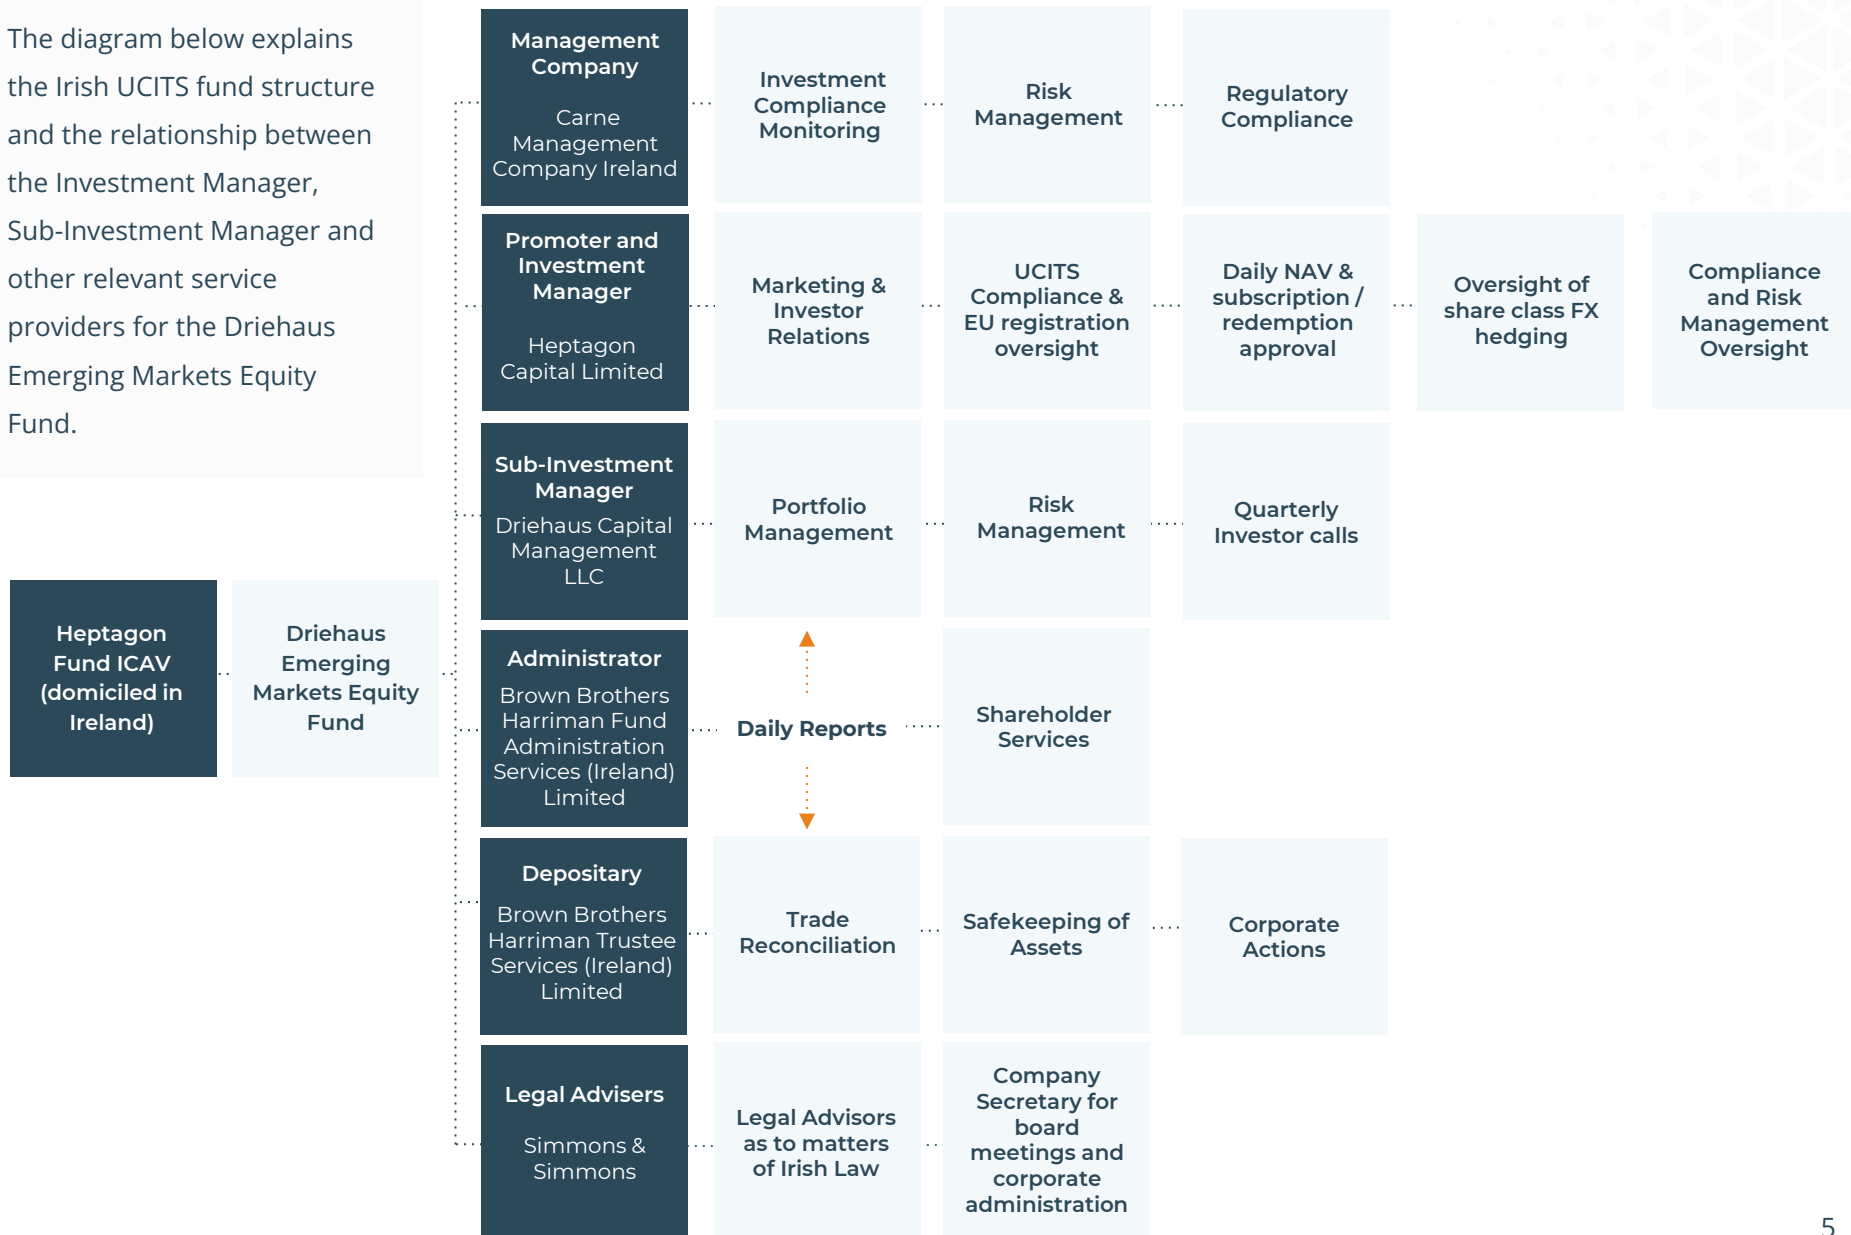 The diagram below explains
the Irish UCITS fund structure
and the relationship between
the Investment Manager,
Sub-Investment Manager and
other relevant service
providers for the Driehaus
Emerging Markets Equity
Fund.
Heptagon
Fund ICAV
(domiciled in
Ireland)
Driehaus
Emerging
Markets Equity
Fund
Management
Company
Carne
Management
Company Ireland
Investment
Compliance
Monitoring
Risk
Management
Regulatory
Compliance
Promoter and
Investment
Manager
Heptagon
Capital Limited
Marketing &
Investor
Relations
UCITS
Compliance &
EU registration
oversight
Daily NAV &
subscription /
redemption
approval
Oversight of
share class FX
hedging
Compliance
and Risk
Management
Oversight
Sub-Investment
Manager
Driehaus Capital
Management
LLC
Portfolio
Management
Risk
Management
Quarterly
Investor calls
Administrator
Brown Brothers
Harriman Fund
Administration
Services (Ireland)
Limited
Daily Reports
Shareholder
Services
Depositary
Brown Brothers
Harriman Trustee
Services (Ireland)
Limited
Trade
Reconciliation
Safekeeping of
Assets
Corporate
Actions
Legal Advisers
Simmons &
Simmons
Legal Advisors
as to matters
of Irish Law
Company
Secretary for
board
meetings and
corporate
administration
5